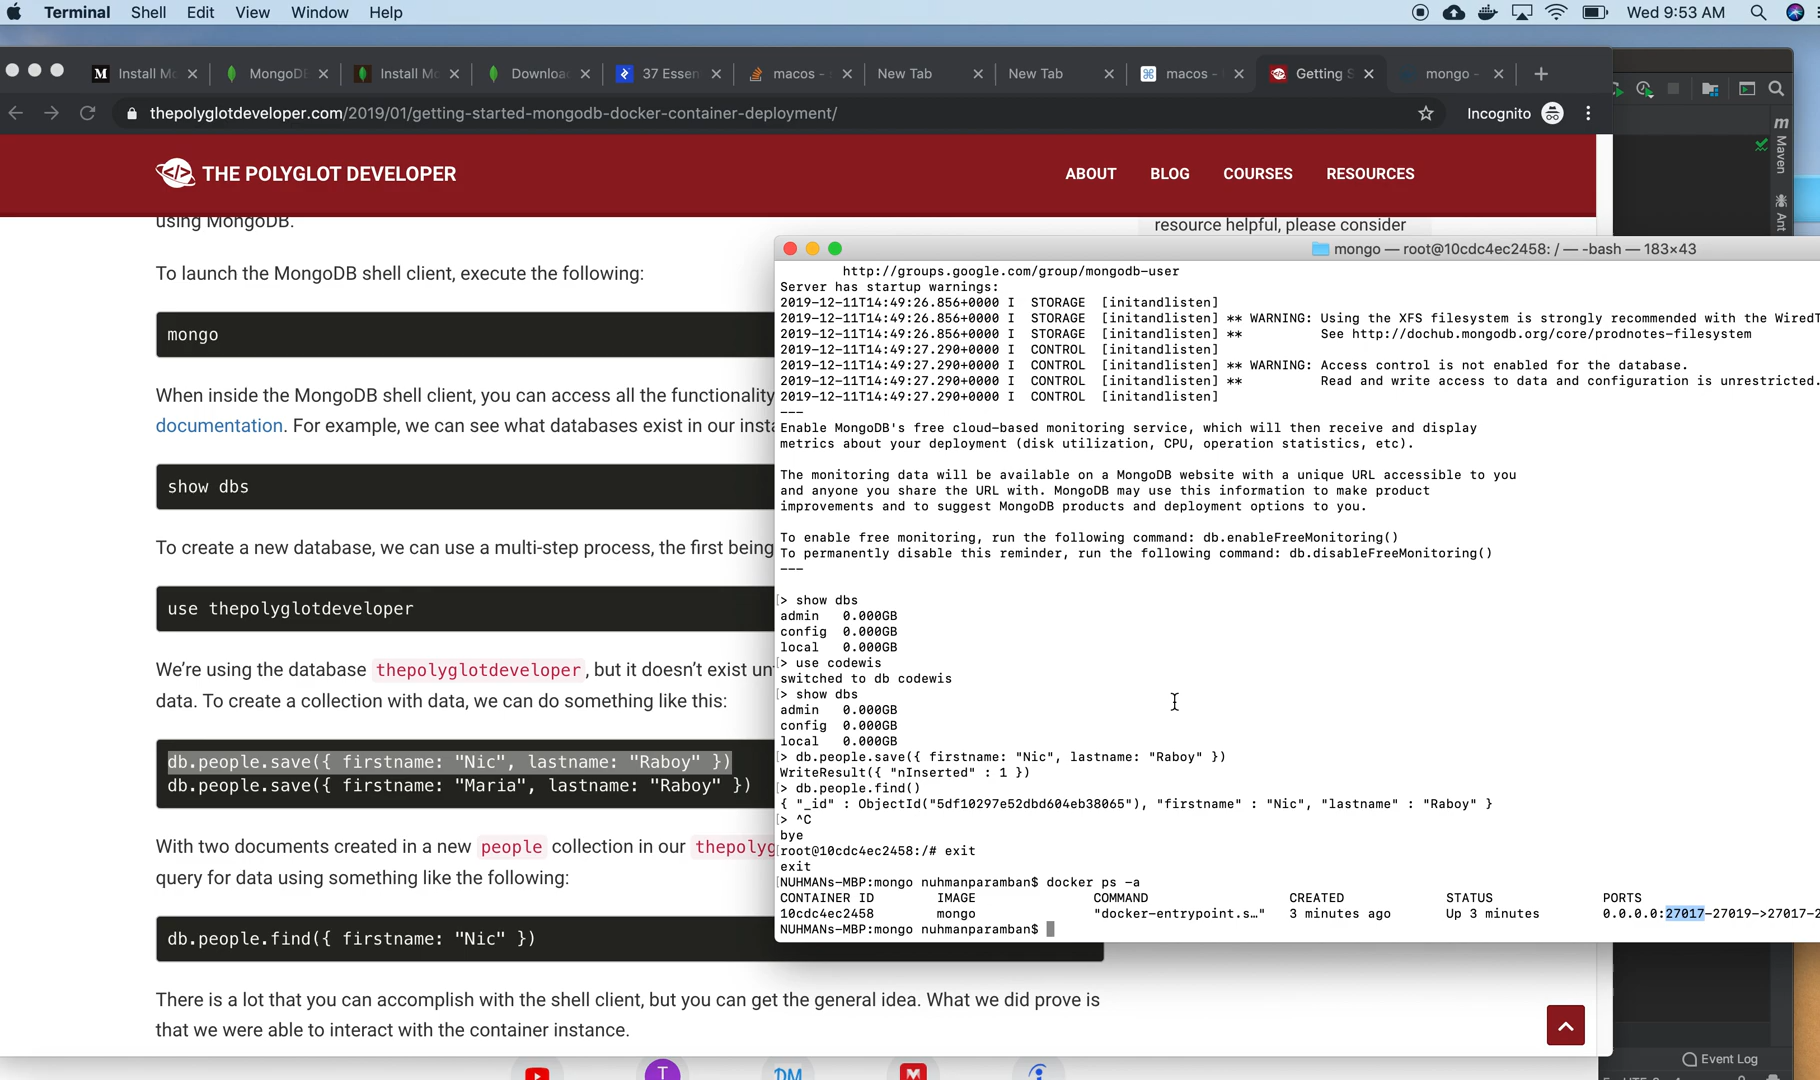 Terminal Shell Edit View Window Help
Wed 9:53 AM
Install Mo
MongoDB
Install Mo
Download
37 Essen
macos -
New Tab
New Tab
macos -
Getting S
mongo -
thepolyglotdeveloper.com/2019/01/getting-started-mongodb-docker-container-deployment/
Incognito
THE POLYGLOT DEVELOPER
ABOUT BLOG COURSES RESOURCES
Maven
Ant
using MongoDB.
resource helpful, please consider
To launch the MongoDB shell client, execute the following:
mongo
When inside the MongoDB shell client, you can access all the functionality
documentation. For example, we can see what databases exist in our
show dbs
To create a new database, we can use a multi-step process, the first being
use thepolyglotdeveloper
We’re using the database thepolyglotdeveloper, but it doesn’t exist
data. To create a collection with data, we can do something like this:
db.people.save({ firstname: "Nic", lastname: "Raboy" })
db.people.save({ firstname: "Maria", lastname: "Raboy" })
With two documents created in a new people collection in our
query for data using something like the following:
db.people.find({ firstname: "Nic" })
There is a lot that you can accomplish with the shell client, but you can get the general idea. What we did prove is
that we were able to interact with the container instance.
mongo — root@10cdc4ec2458: / — -bash — 183×43
http://groups.google.com/group/mongodb-user
Server has startup warnings:
2019-12-11T14:49:26.856+0000 I STORAGE [initandlisten]
2019-12-11T14:49:26.856+0000 I STORAGE [initandlisten] ** WARNING: Using the XFS filesystem is strongly recommended with the WiredT
2019-12-11T14:49:26.856+0000 I STORAGE [initandlisten] ** See http://dochub.mongodb.org/core/prodnotes-filesystem
2019-12-11T14:49:27.290+0000 I CONTROL [initandlisten]
2019-12-11T14:49:27.290+0000 I CONTROL [initandlisten] ** WARNING: Access control is not enabled for the database.
2019-12-11T14:49:27.290+0000 I CONTROL [initandlisten] ** Read and write access to data and configuration is unrestricted.
2019-12-11T14:49:27.290+0000 I CONTROL [initandlisten]
---
Enable MongoDB's free cloud-based monitoring service, which will then receive and display
metrics about your deployment (disk utilization, CPU, operation statistics, etc).
The monitoring data will be available on a MongoDB website with a unique URL accessible to you
and anyone you share the URL with. MongoDB may use this information to make product
improvements and to suggest MongoDB products and deployment options to you.
To enable free monitoring, run the following command: db.enableFreeMonitoring()
To permanently disable this reminder, run the following command: db.disableFreeMonitoring()
---
> show dbs
admin 0.000GB
config 0.000GB
local 0.000GB
> use codewis
switched to db codewis
> show dbs
admin 0.000GB
config 0.000GB
local 0.000GB
> db.people.save({ firstname: "Nic", lastname: "Raboy" })
WriteResult({ "nInserted" : 1 })
> db.people.find()
{ "_id" : ObjectId("5df10297e52dbd604eb38065"), "firstname" : "Nic", "lastname" : "Raboy" }
> ^C
bye
root@10cdc4ec2458:/# exit
exit
NUHMANs-MBP:mongo nuhmanparamban$ docker ps -a
CONTAINER ID IMAGE COMMAND CREATED STATUS PORTS
10cdc4ec2458 mongo "docker-entrypoint.s…" 3 minutes ago Up 3 minutes 0.0.0.0:27017-27019->27017-2
NUHMANs-MBP:mongo nuhmanparamban$
Event Log
DM